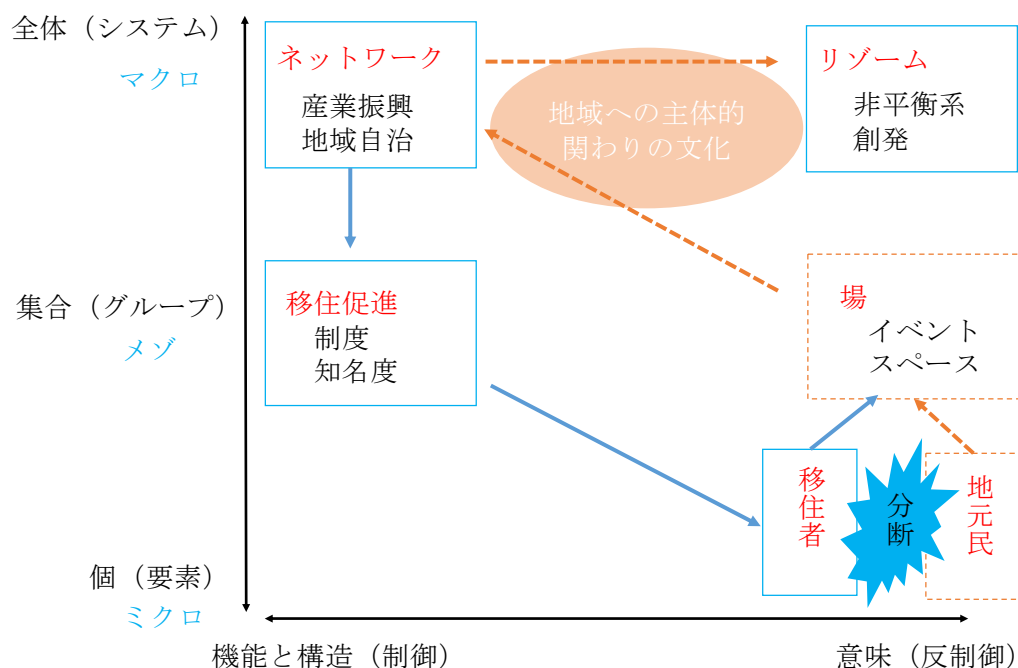 全体（システム）
マクロ
ネットワーク
産業振興
地域自治
地域への主体的
関わりの文化
リゾーム
非平衡系
創発
集合（グループ）
メゾ
移住促進
制度
知名度
場
イベント
スペース
移住者
分断
地元民
個（要素）
ミクロ
機能と構造（制御）
意味（反制御）